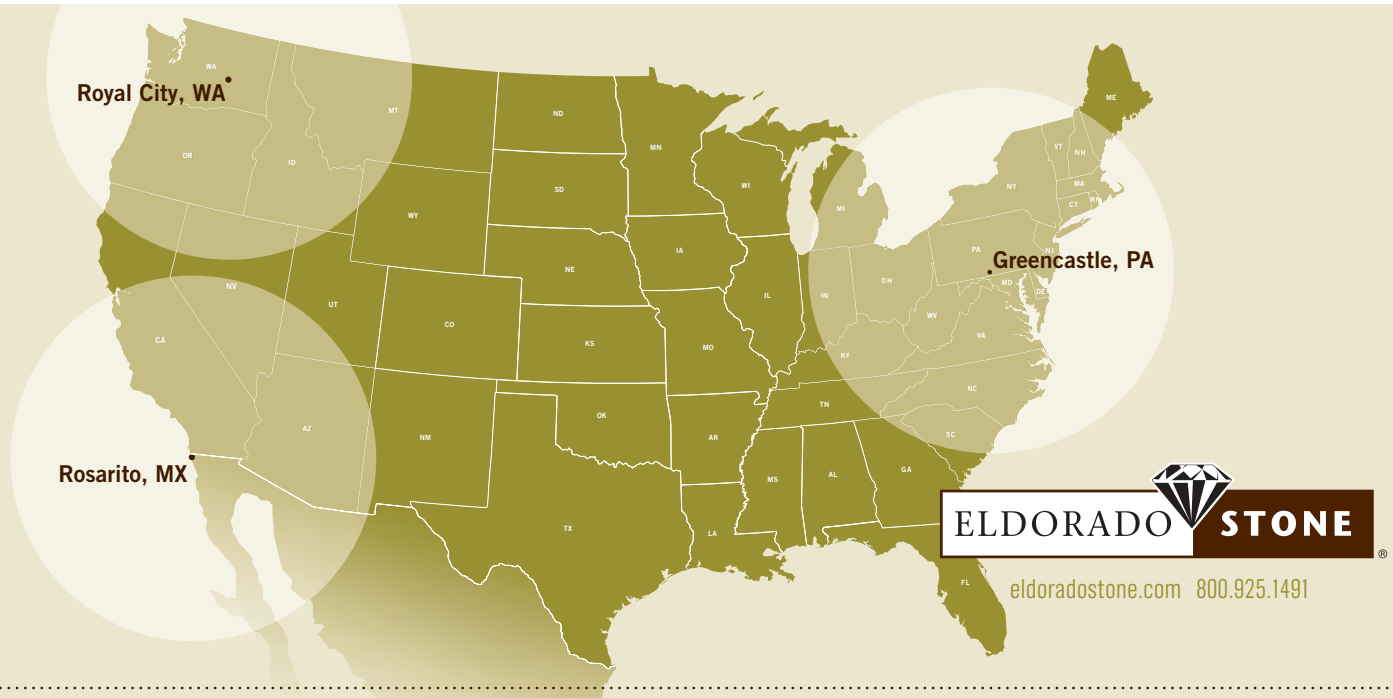 WA
Royal City, WA
MT
OR
ID
WY
ND
SD
NE
MN
WI
IA
IL
MI
ME
VT
NH
NY
MA
CT
RI
PA
NJ
Greencastle, PA
MD
DE
OH
IN
WV
VA
KY
NV
UT
CO
KS
MO
CA
AZ
NM
OK
AR
TN
NC
SC
MS
AL
GA
TX
LA
FL
Rosarito, MX
ELDORADO STONE ®
eldoradostone.com 800.925.1491